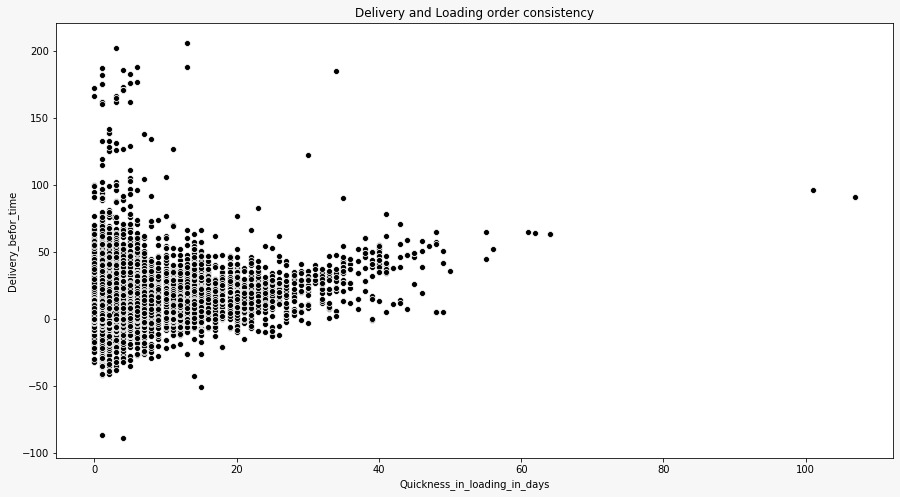 Delivery and Loading order consistency
Delivery_befor_time
200
150
100
50
0
−50
−100
0 20 40 60 80 100
Quickness_in_loading_in_days